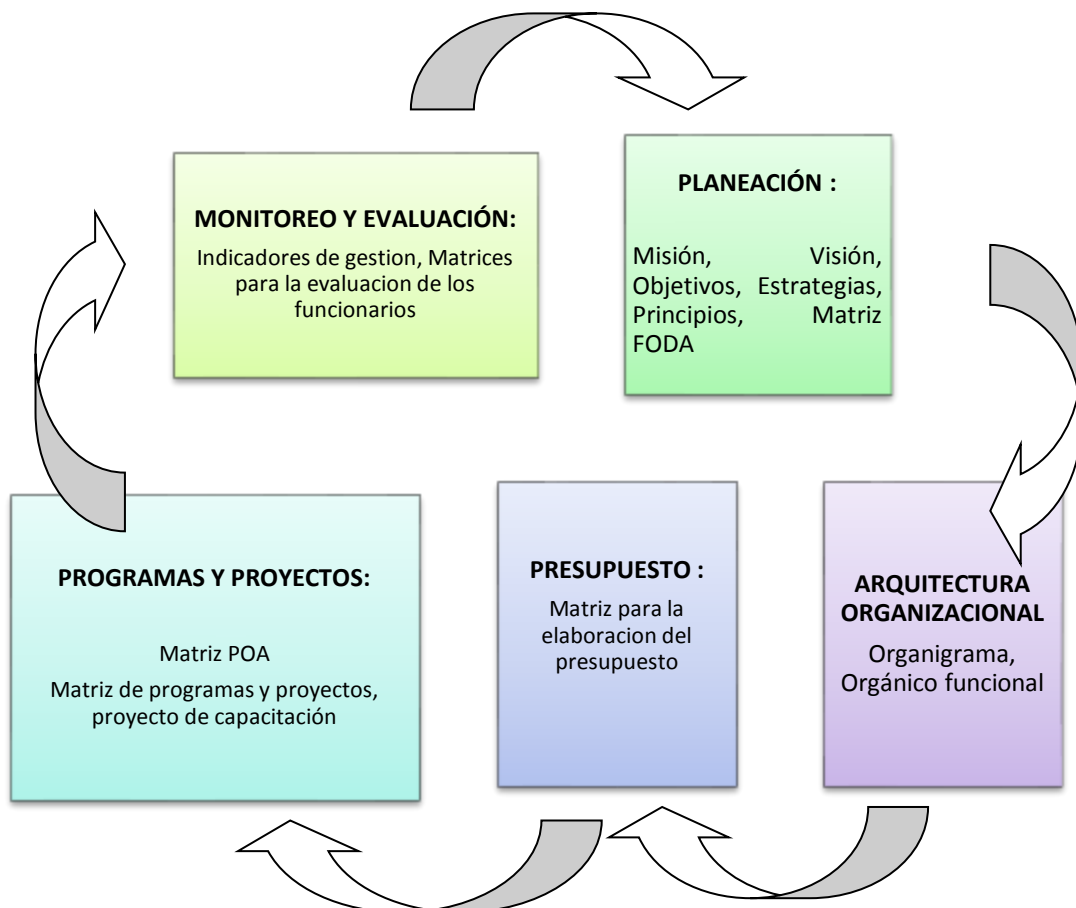 MONITOREO Y EVALUACIÓN:
Indicadores de gestion, Matrices
para la evaluacion de los
funcionarios
PLANEACIÓN :
Misión, Visión,
Objetivos, Estrategias,
Principios, Matriz
FODA
PROGRAMAS Y PROYECTOS:
Matriz POA
Matriz de programas y proyectos,
proyecto de capacitación
PRESUPUESTO :
Matriz para la
elaboracion del
presupuesto
ARQUITECTURA
ORGANIZACIONAL
Organigrama,
Orgánico funcional